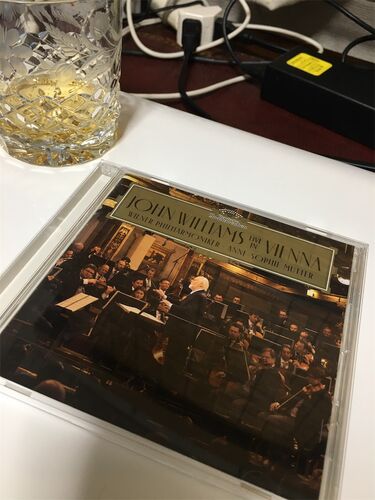 JOHN WILLIAMS LIVE IN VIENNA
WIENER PHILHARMONIKER ANNE-SOPHIE MUTTER